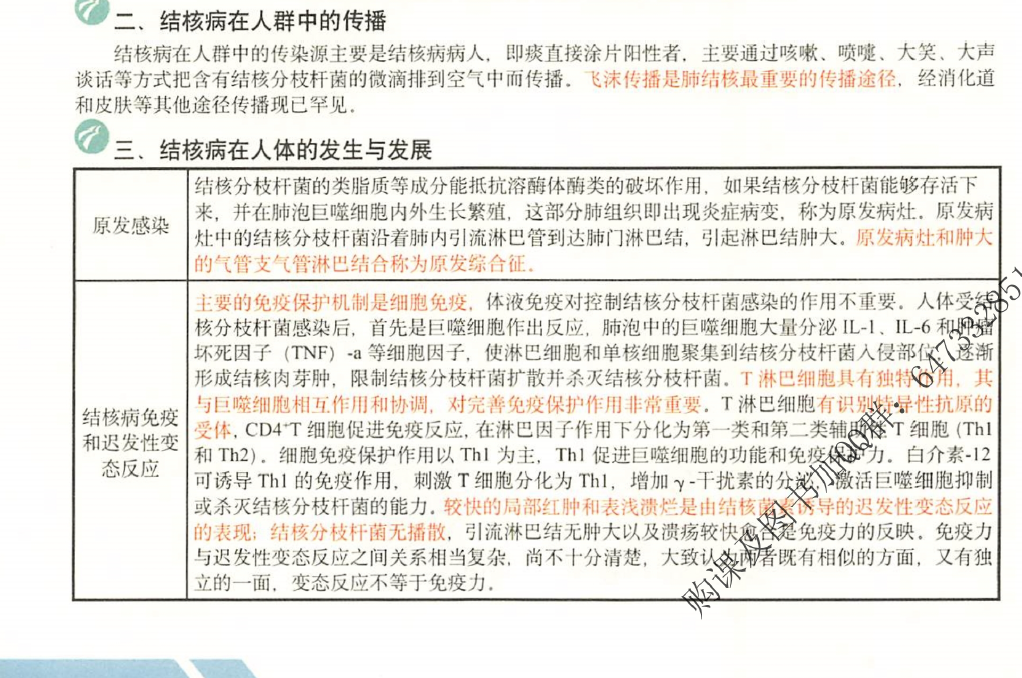 二、结核病在人群中的传播
结核病在人群中的传染源主要是结核病病人，即痰直接涂片阳性者，主要通过咳嗽、喷嚏、大笑、大声
谈话等方式把含有结核分枝杆菌的微滴排到空气中而传播。飞沫传播是肺结核最重要的传播途径，经消化道
和皮肤等其他途径传播现已罕见。
三、结核病在人体的发生与发展
原发感染
结核分枝杆菌的类脂质等成分能抵抗溶酶体酶类的破坏作用，如果结核分枝杆菌能够存活下
来，并在肺泡巨噬细胞内外生长繁殖，这部分肺组织即出现炎症病变，称为原发病灶。原发病
灶中的结核分枝杆菌沿着肺内引流淋巴管到达肺门淋巴结，引起淋巴结肿大。原发病灶和肿大
的气管支气管淋巴结合称为原发综合征。
结核病免疫
和迟发性变
态反应
主要的免疫保护机制是细胞免疫，体液免疫对控制结核分枝杆菌感染的作用不重要。人体受结
核分枝杆菌感染后，首先是巨噬细胞作出反应，肺泡中的巨噬细胞大量分泌 IL-1、IL-6 和肿瘤
坏死因子（TNF）-a 等细胞因子，使淋巴细胞和单核细胞聚集到结核分枝杆菌入侵部位，逐渐
形成结核肉芽肿，限制结核分枝杆菌扩散并杀灭结核分枝杆菌。T 淋巴细胞具有独特作用，其
与巨噬细胞相互作用和协调，对完善免疫保护作用非常重要。T 淋巴细胞有识别特异性抗原的
受体，CD4⁺T 细胞促进免疫反应，在淋巴因子作用下分化为第一类和第二类辅助性 T 细胞（Th1
和 Th2）。细胞免疫保护作用以 Th1 为主，Th1 促进巨噬细胞的功能和免疫保护力。白介素-12
可诱导 Th1 的免疫作用，刺激 T 细胞分化为 Th1，增加 γ-干扰素的分泌，激活巨噬细胞抑制
或杀灭结核分枝杆菌的能力。较快的局部红肿和表浅溃烂是由结核菌素诱导的迟发性变态反应
的表现；结核分枝杆菌无播散，引流淋巴结无肿大以及溃疡较快愈合是免疫力的反映。免疫力
与迟发性变态反应之间关系相当复杂，尚不十分清楚，大致认为两者既有相似的方面，又有独
立的一面，变态反应不等于免疫力。
购课及图书加QQ群：647332851